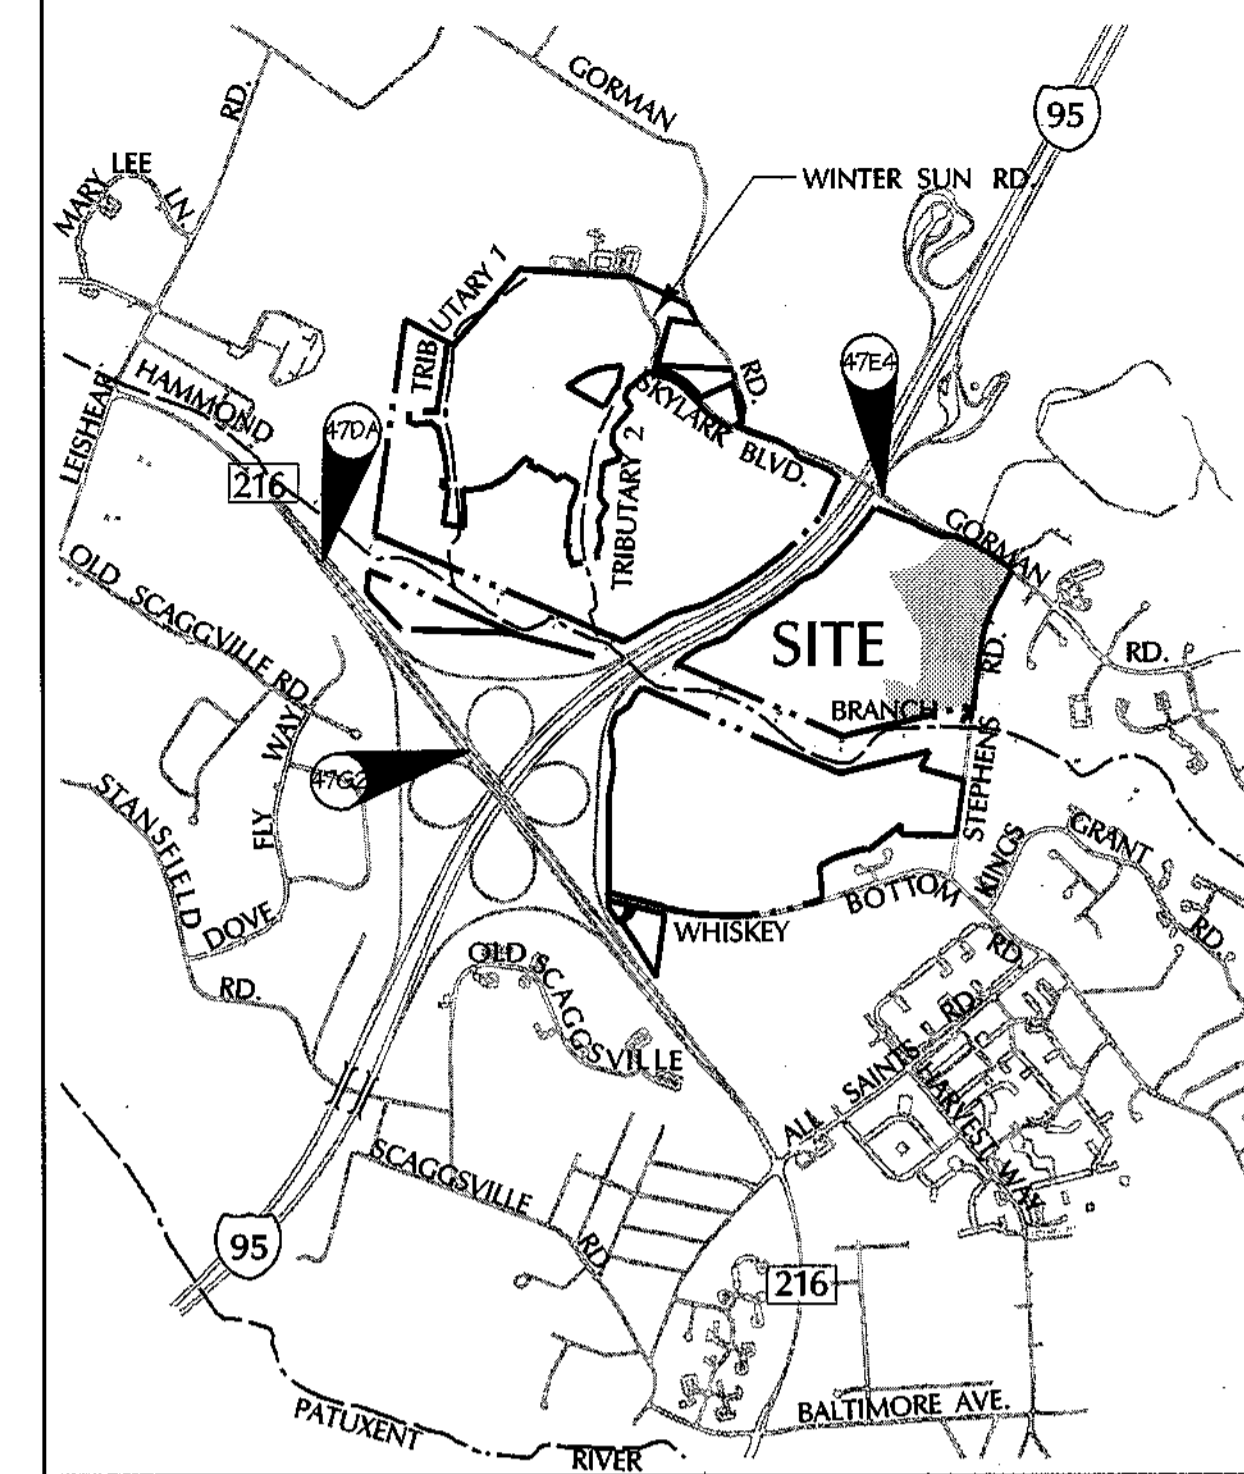 GORMAN
RD.
95
MARY LEE LN.
WINTER SUN RD.
TRIBUTARY 1
47E4
RD.
HAMMOND
SKYLARK BLVD.
LEISHEAR
47DA
216
TRIBUTARY 2
GORMAN
RD.
OLD SCAGGVILLE RD.
SITE
RD.
BRANCH
STEPHENS
FLY WAY
47G2
STANSFIELD
KINGS GRANT
RD.
BOTTOM
DOVE
WHISKEY
RD.
RD.
OLD SCAGGSVILLE
ALL SAINTS RD.
HARVEST WAY
SCAGGSVILLE
RD.
95
216
BALTIMORE AVE.
PATUXENT
RIVER